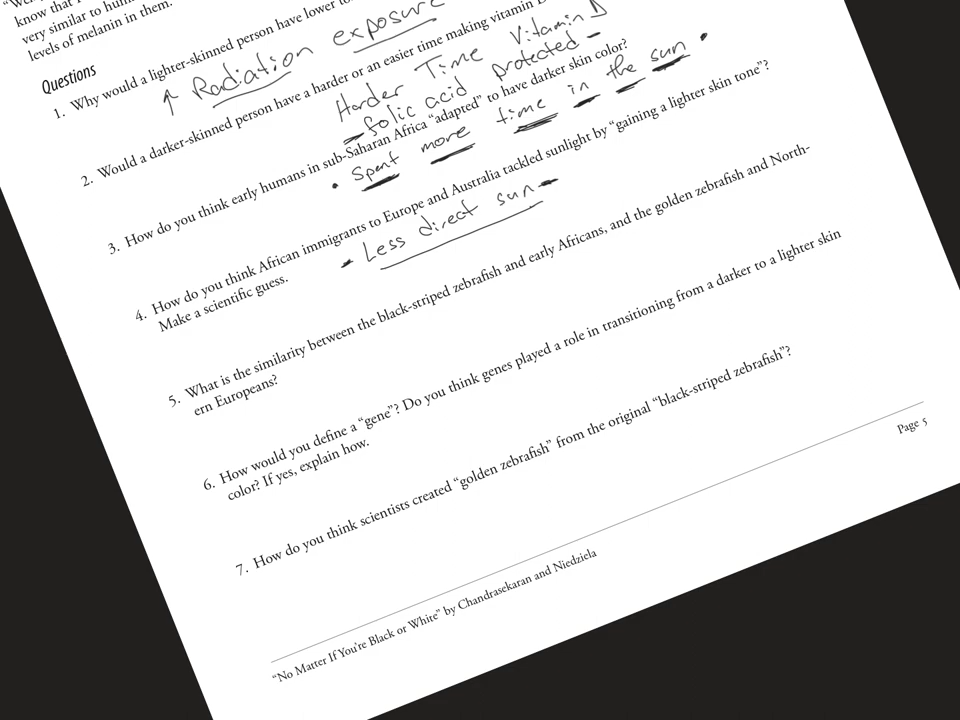 know that I
very similar to hum
levels of melanin in them.
Questions
1. Why would a lighter-skinned person have lower to
↑ Radiation exposure
2. Would a darker-skinned person have a harder or an easier time making vitamin
Harder Time Vitamin D
- folic acid protected -
3. How do you think early humans in sub-Saharan Africa “adapted” to have darker skin color?
• Spent more time in the sun •
4. How do you think African immigrants to Europe and Australia tackled sunlight by “gaining a lighter skin tone”?
Make a scientific guess.
- Less direct sun -
5. What is the similarity between the black-striped zebrafish and early Africans, and the golden zebrafish and North-
ern Europeans?
6. How would you define a “gene”? Do you think genes played a role in transitioning from a darker to a lighter skin
color? If yes, explain how.
7. How do you think scientists created “golden zebrafish” from the original “black-striped zebrafish”?
Page 5
“No Matter If You’re Black or White” by Chandrasekaran and Niedziela